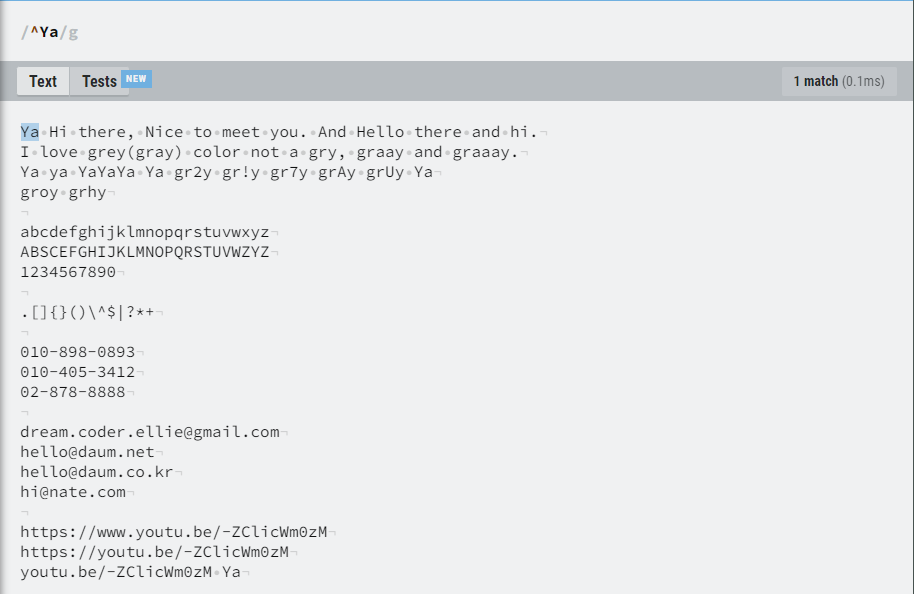 /^Ya/g
Text Tests NEW 1 match (0.1ms)
Ya Hi there, Nice to meet you. And Hello there and hi.
I love grey(gray) color not a gry, graay and graaay.
Ya ya YaYaYa Ya gr2y gr!y gr7y grAy grUy Ya
groy grhy
abcdefghijklmnopqrstuvwxyz
ABSCEFGHIJKLMNOPQRSTUVWZYZ
1234567890
.[]{}()\^$|?*+
010-898-0893
010-405-3412
02-878-8888
dream.coder.ellie@gmail.com
hello@daum.net
hello@daum.co.kr
hi@nate.com
https://www.youtu.be/-ZClicWm0zM
https://youtu.be/-ZClicWm0zM
youtu.be/-ZClicWm0zM Ya